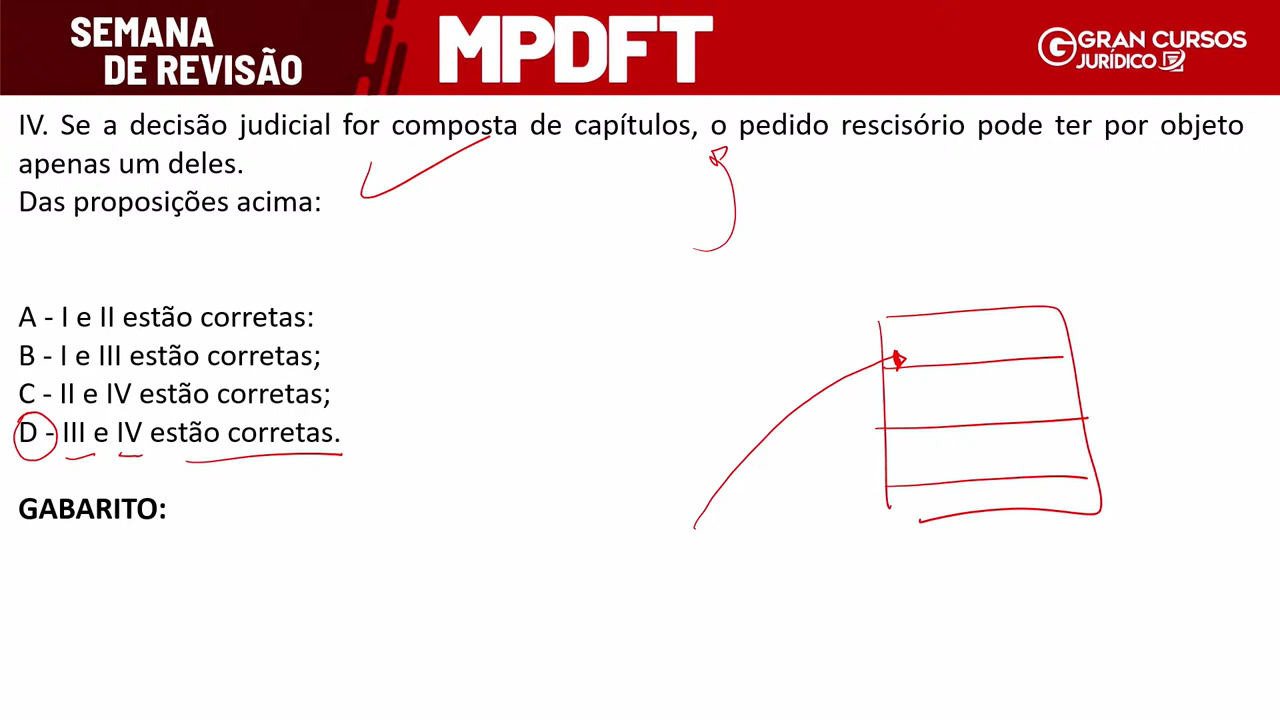 SEMANA
DE REVISÃO
MPDFT
GRAN CURSOS
JURÍDICO
IV. Se a decisão judicial for composta de capítulos, o pedido rescisório pode ter por objeto
apenas um deles.
Das proposições acima:
A - I e II estão corretas:
B - I e III estão corretas;
C - II e IV estão corretas;
D - III e IV estão corretas.
GABARITO: